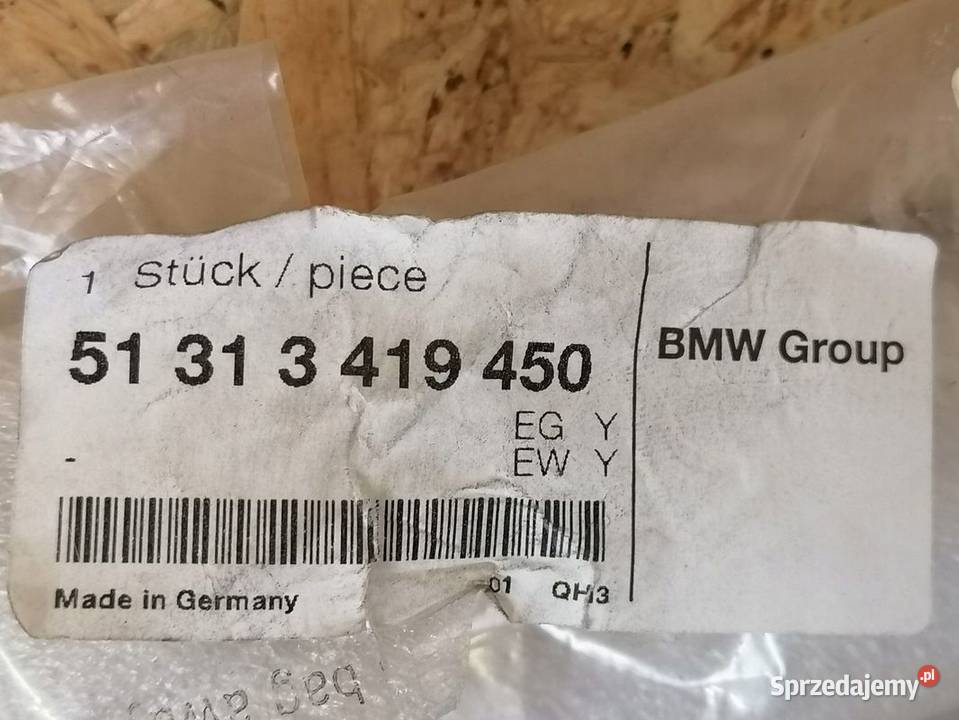 1 Stück / piece
51 31 3 419 450
BMW Group
EG Y
- EW Y
Made in Germany
01 QH3
Sprzedajemy.pl